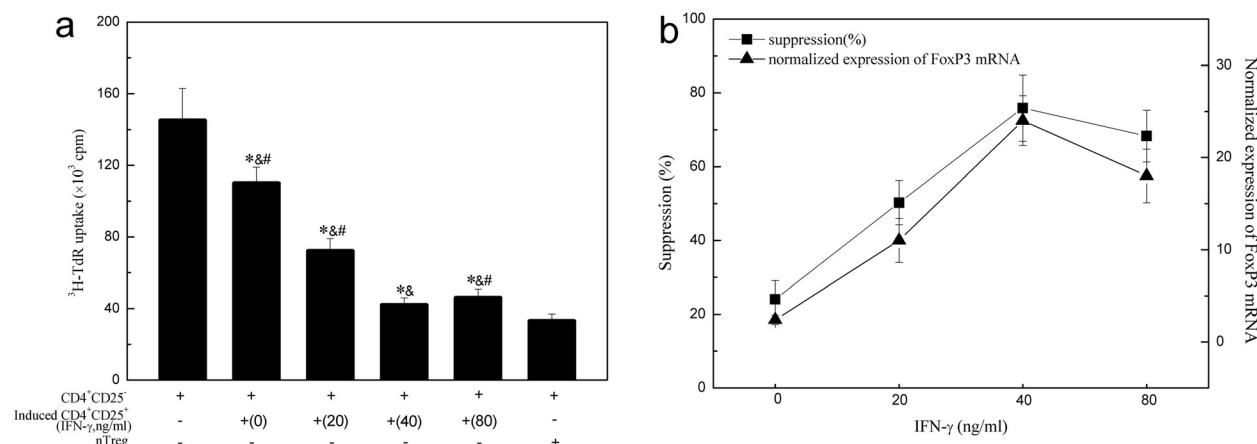 a
200
160
120
80
40
0
³H-TdR uptake (×10³ cpm)
*&#
*&#
*&
*&#
CD4⁺CD25⁻ + + + + + +
Induced CD4⁺CD25⁺ - +(0) +(20) +(40) +(80) -
(IFN-γ,ng/ml)
nTreg - - - - - +
b
suppression(%)
normalized expression of FoxP3 mRNA
100
80
60
40
20
0
Suppression (%)
30
20
10
0
Normalized expression of FoxP3 mRNA
0 20 40 80
IFN-γ (ng/ml)